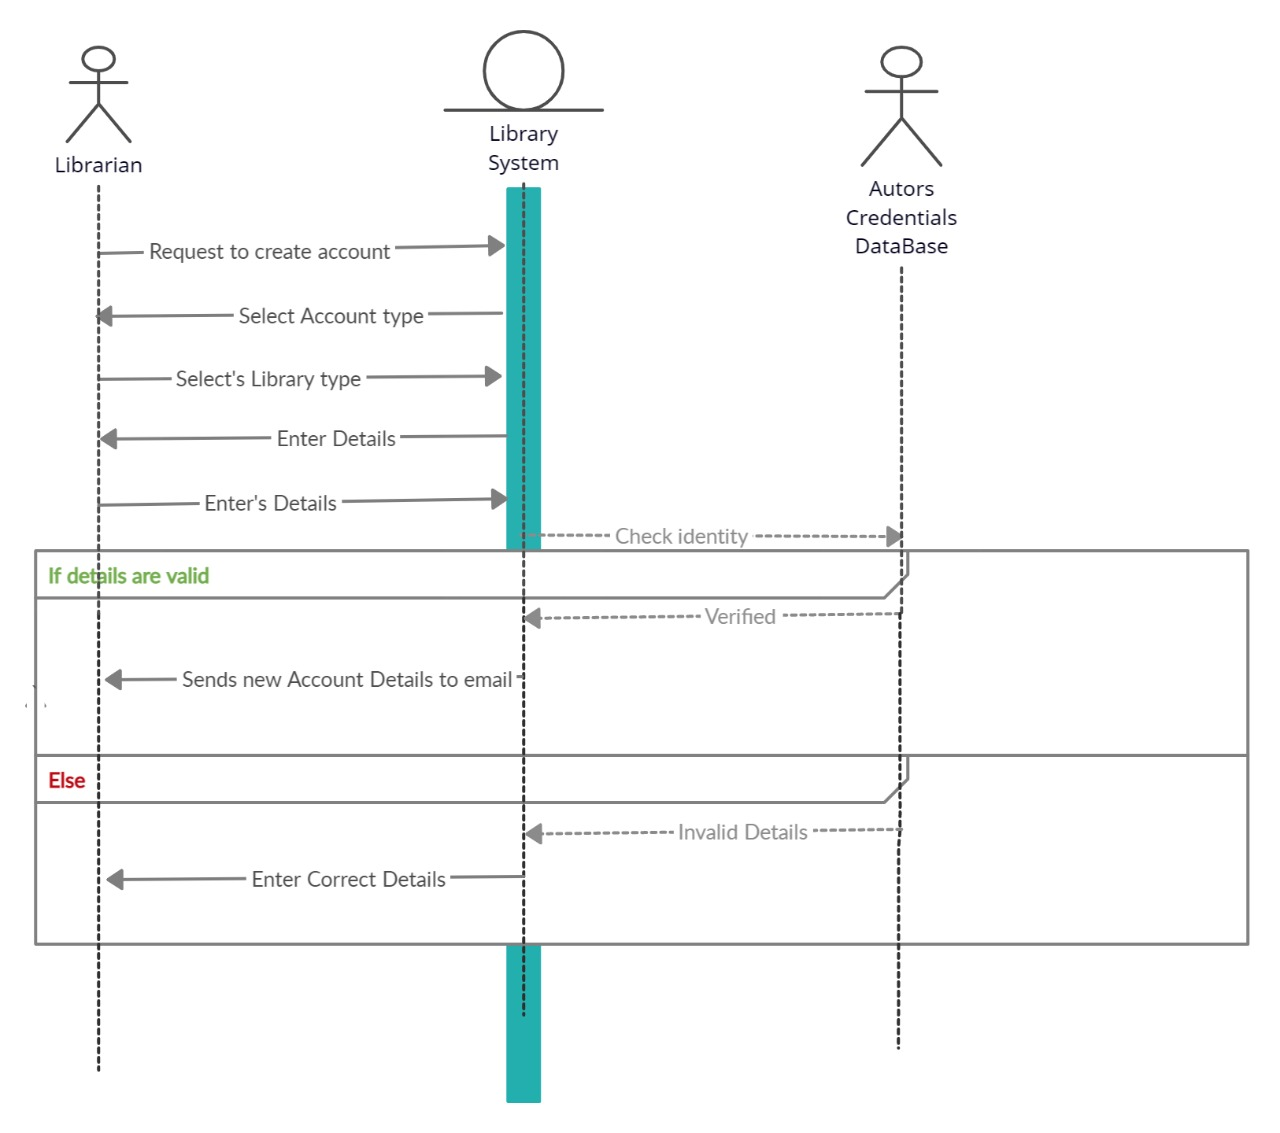 Librarian
Library
System
Autors
Credentials
DataBase
Request to create account
Select Account type
Select's Library type
Enter Details
Enter's Details
Check identity
If details are valid
Verified
Sends new Account Details to email
Else
Invalid Details
Enter Correct Details